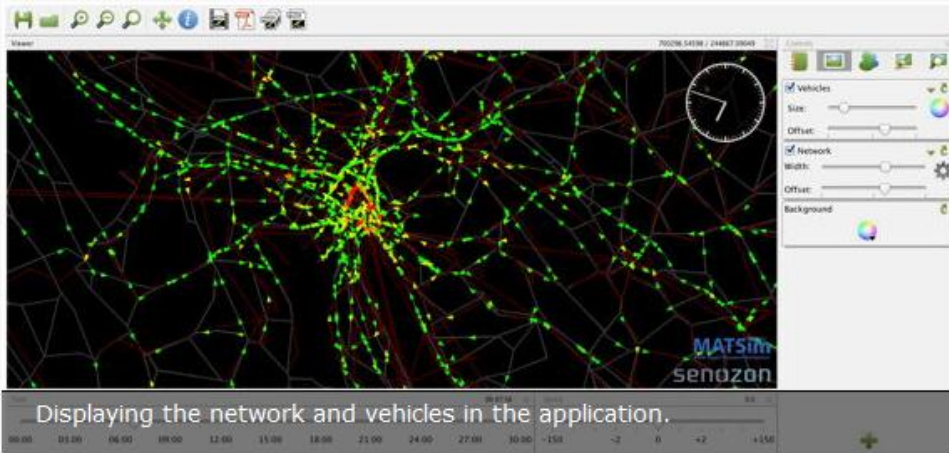 Viewer
Controls
Vehicles
Size:
Offset:
Network
Width:
Offset:
Background
MATSim
senozon
Displaying the network and vehicles in the application.
00:00 03:00 06:00 09:00 12:00 15:00 18:00 21:00 24:00 27:00 30:00 -150 -2 0 +2 +150